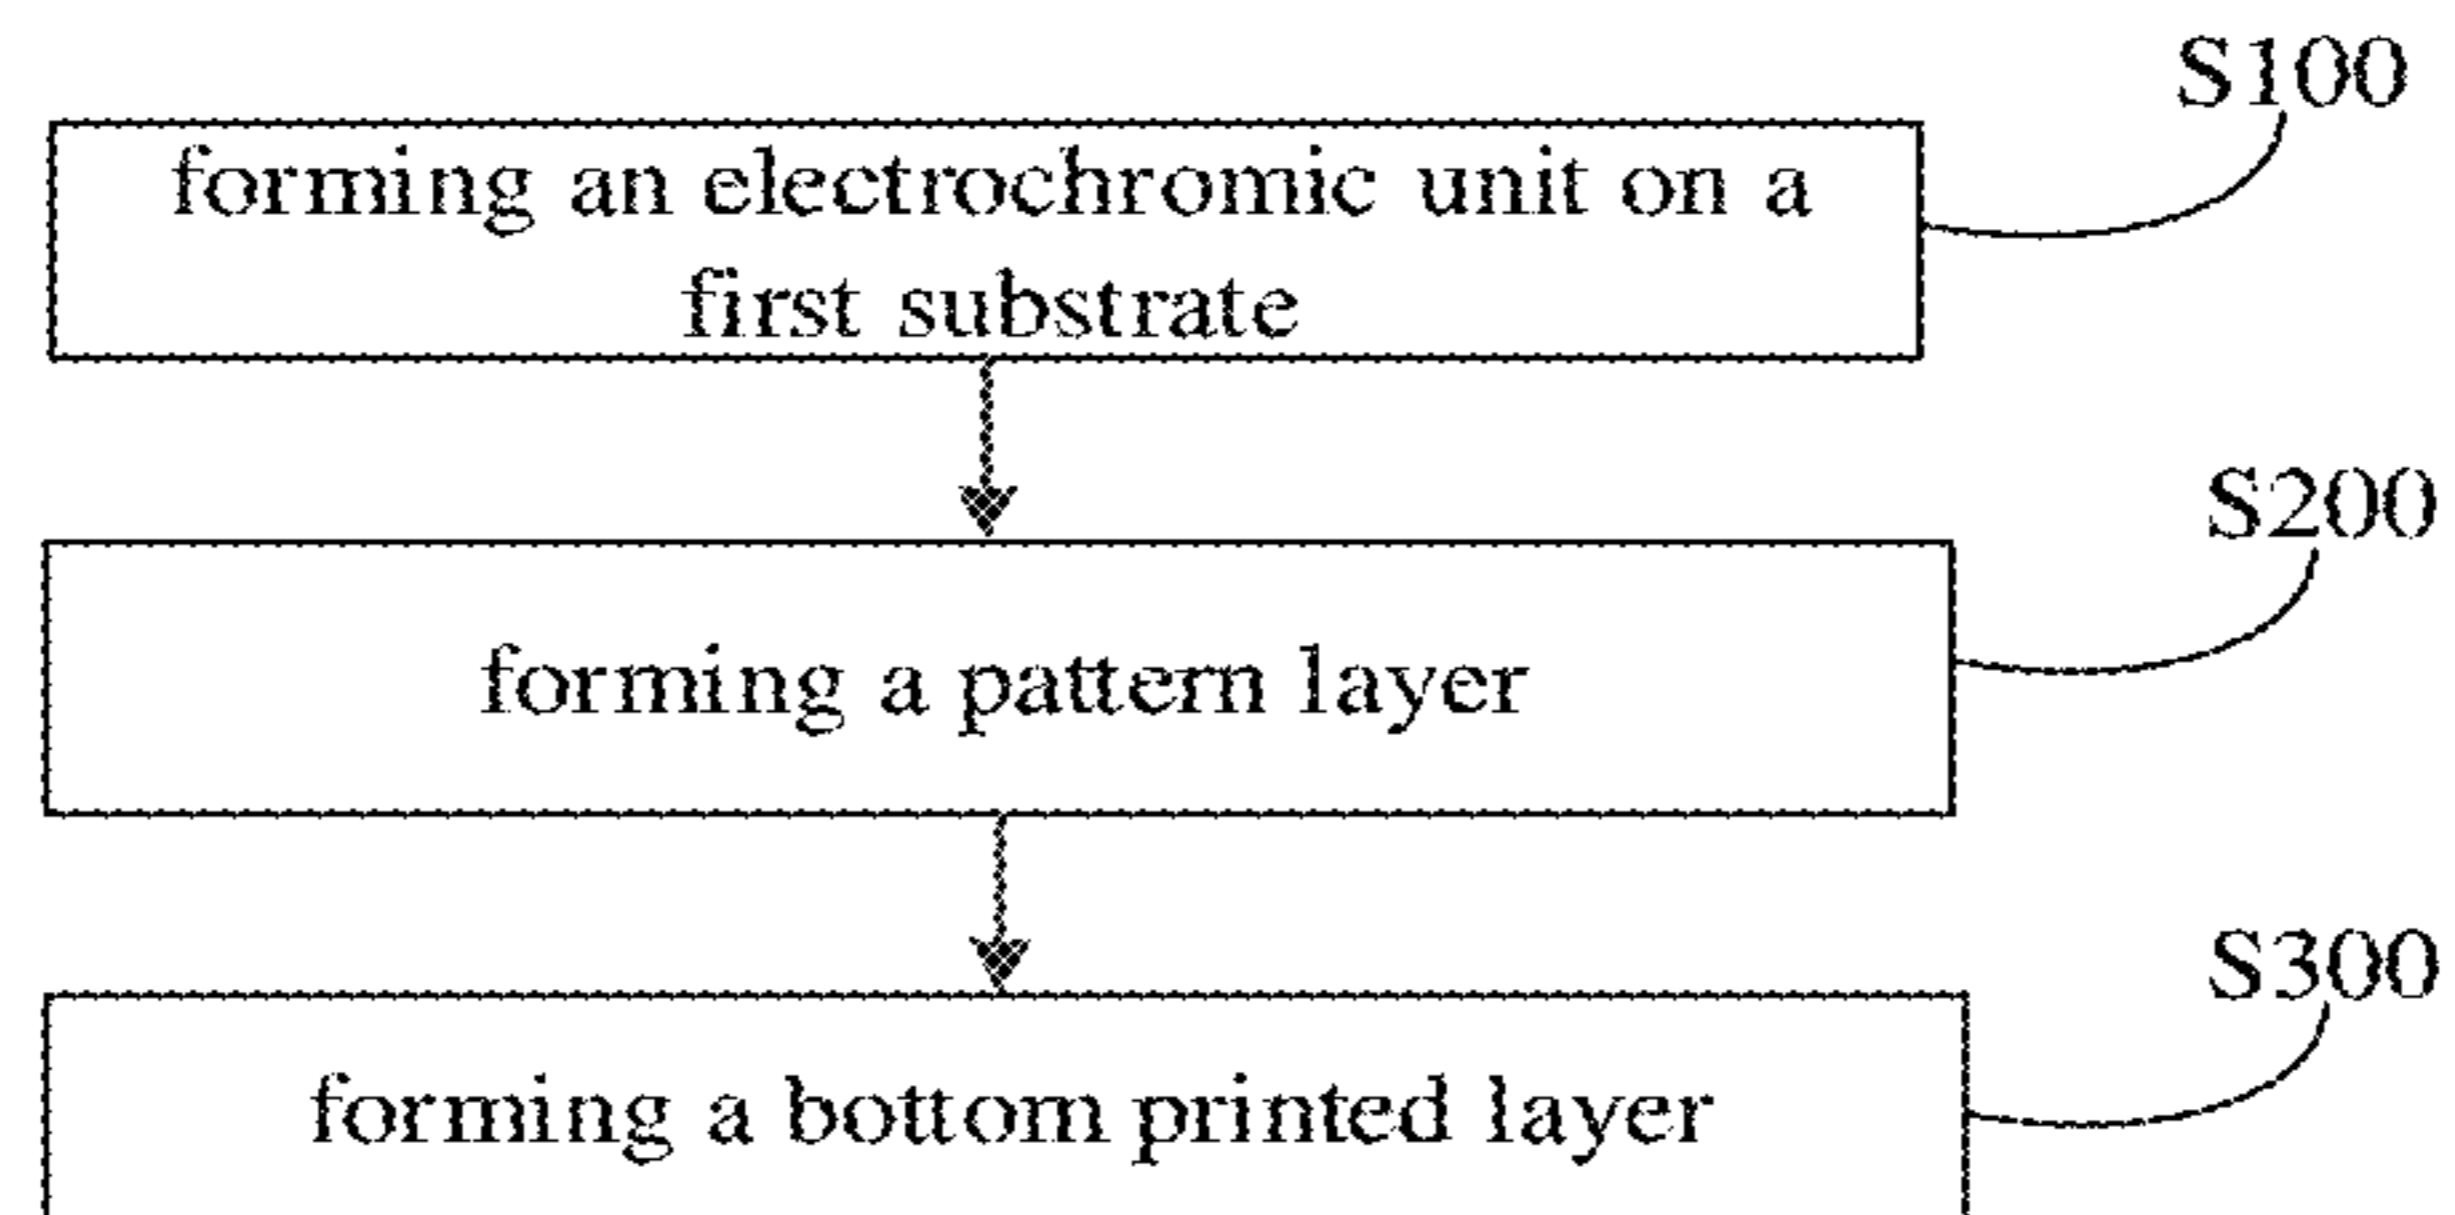 S100
forming an electrochromic unit on a
first substrate
S200
forming a pattern layer
S300
forming a bottom printed layer